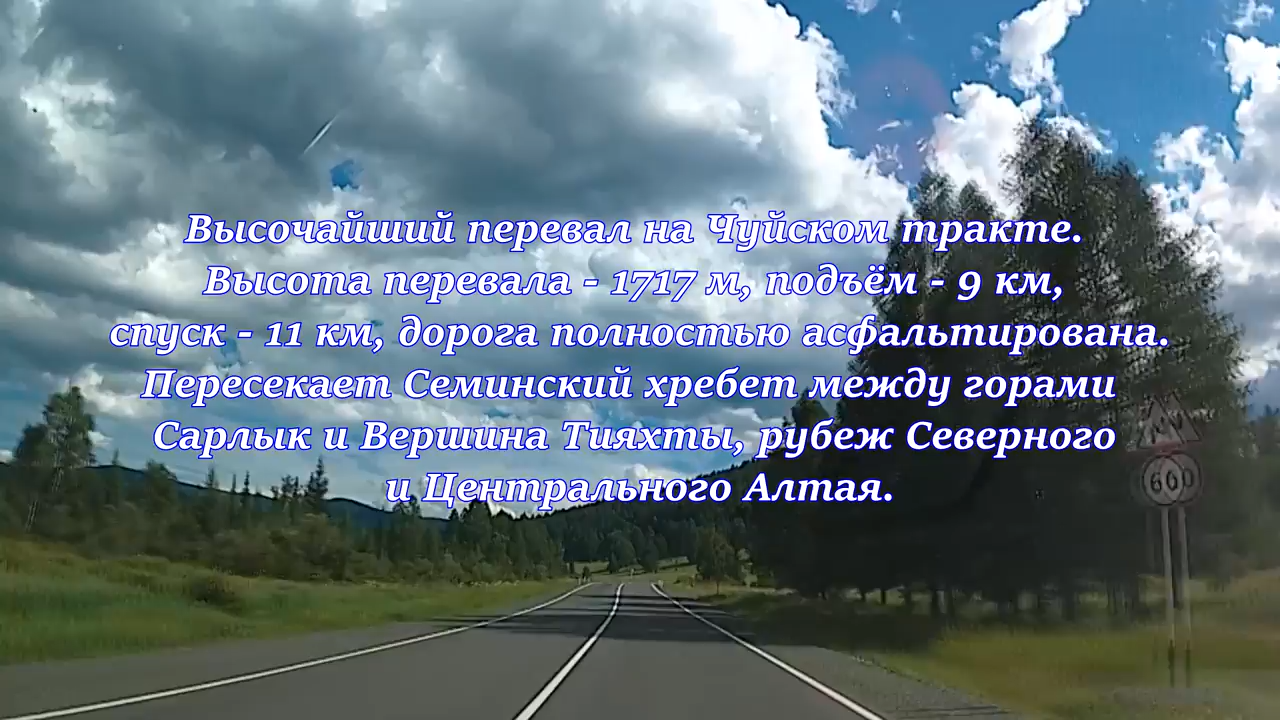 Высочайший перевал на Чуйском тракте.
Высота перевала - 1717 м, подъём - 9 км,
спуск - 11 км, дорога полностью асфальтирована.
Пересекает Семинский хребет между горами
Сарлык и Вершина Тияхты, рубеж Северного
и Центрального Алтая.
600